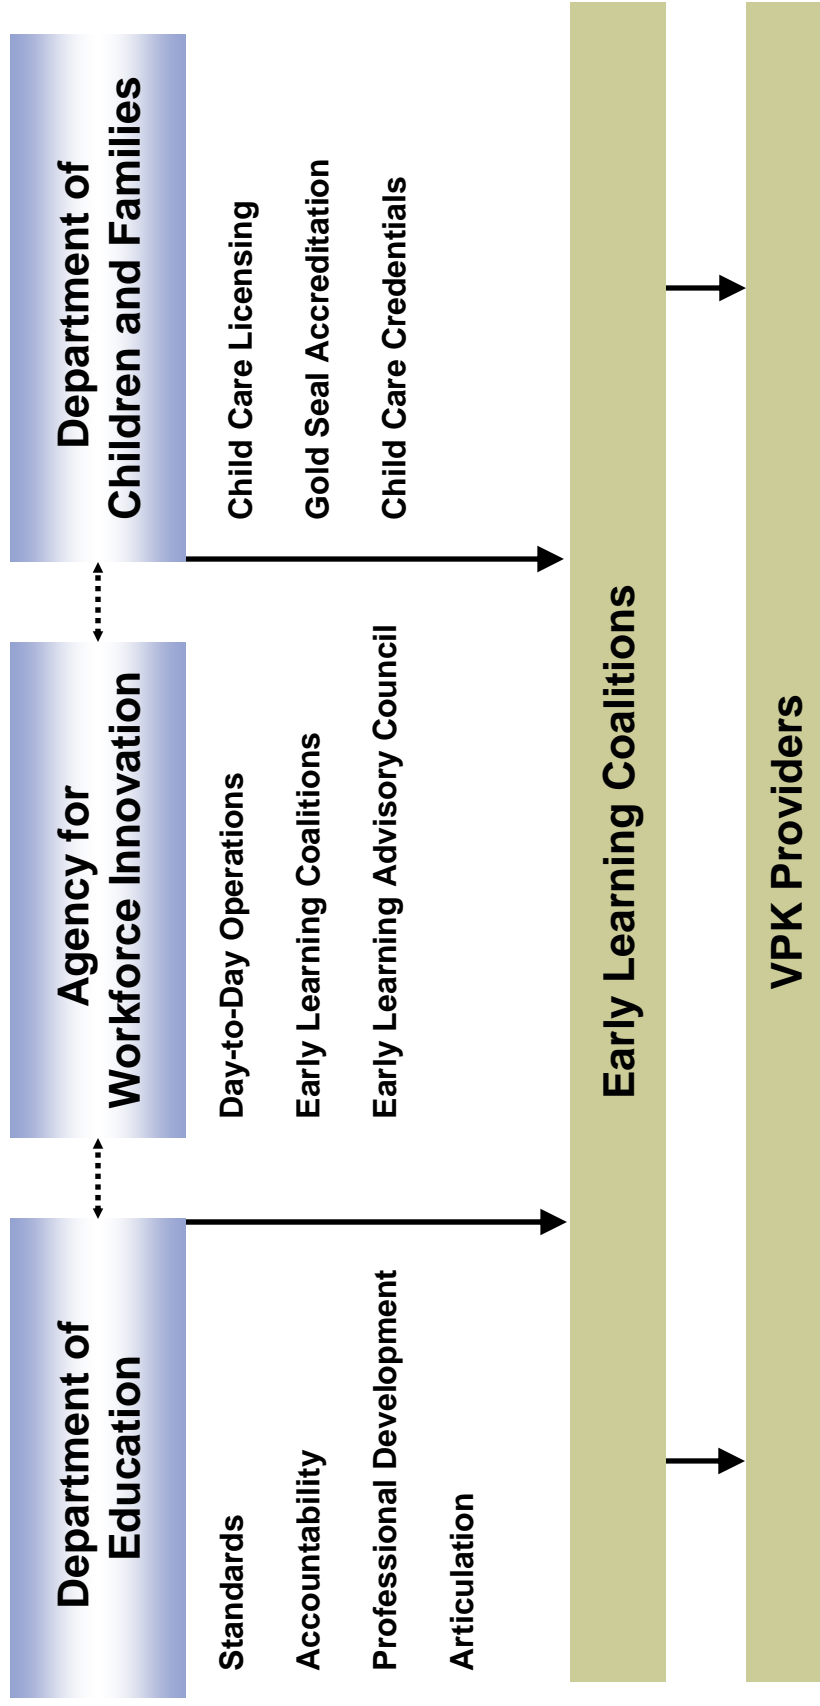 Department of
Education
Standards
Accountability
Professional Development
Articulation
Agency for
Workforce Innovation
Day-to-Day Operations
Early Learning Coalitions
Early Learning Advisory Council
Department of
Children and Families
Child Care Licensing
Gold Seal Accreditation
Child Care Credentials
Early Learning Coalitions
VPK Providers